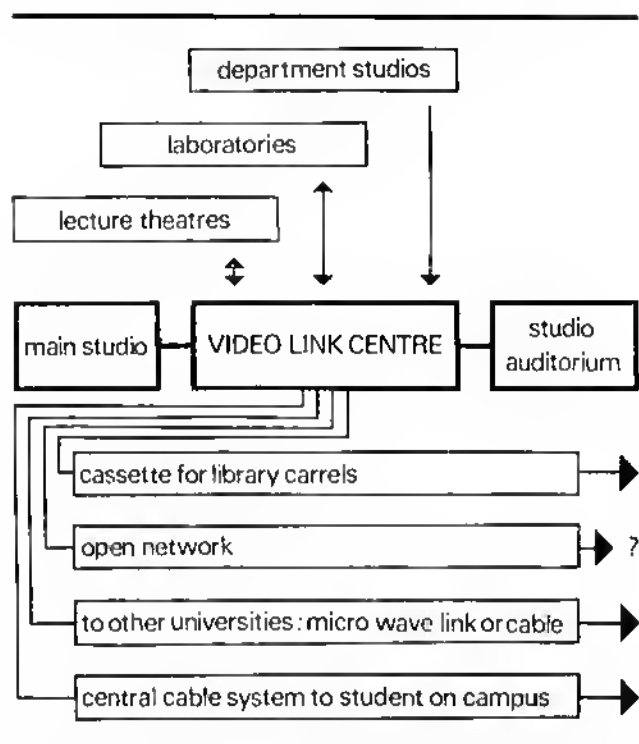 department studios
laboratories
lecture theatres
main studio
VIDEO LINK CENTRE
studio
auditorium
cassette for library carrels
open network
?
to other universities: micro wave link or cable
central cable system to student on campus